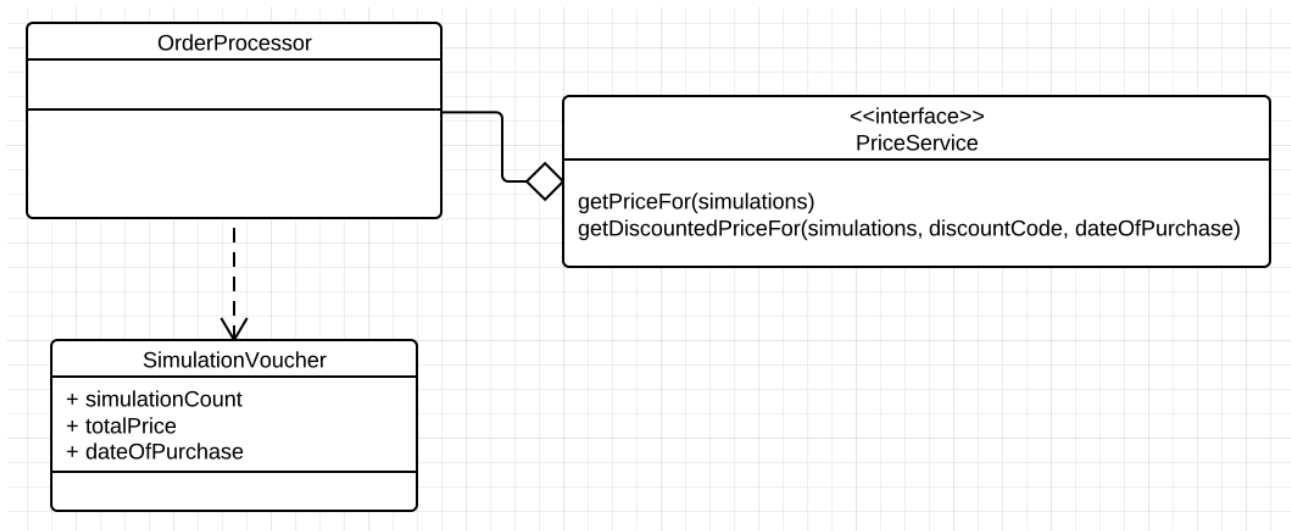 OrderProcessor
<<interface>>
PriceService
getPriceFor(simulations)
getDiscountedPriceFor(simulations, discountCode, dateOfPurchase)
SimulationVoucher
+ simulationCount
+ totalPrice
+ dateOfPurchase